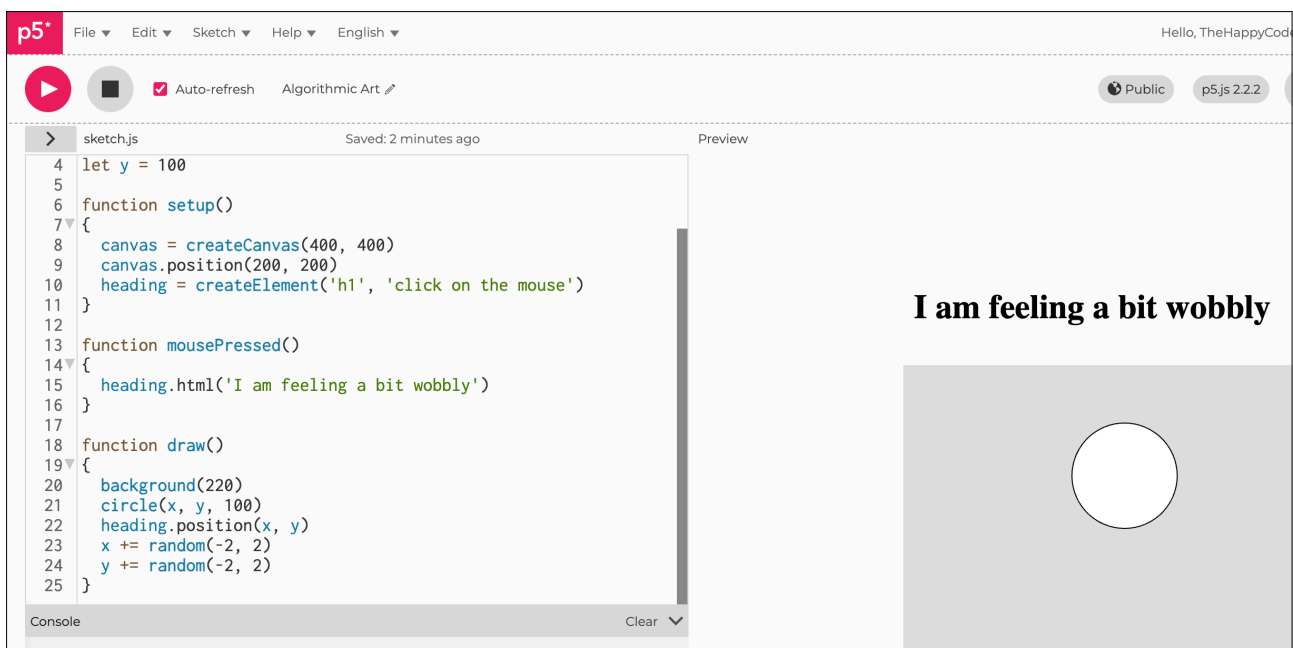 p5* File Edit Sketch Help English Hello, TheHappyCode
Auto-refresh Algorithmic Art Public p5.js 2.2.2
sketch.js Saved: 2 minutes ago Preview
4 let y = 100
5
6 function setup()
7 {
8 canvas = createCanvas(400, 400)
9 canvas.position(200, 200)
10 heading = createElement('h1', 'click on the mouse')
11 }
12
13 function mousePressed()
14 {
15 heading.html('I am feeling a bit wobbly')
16 }
17
18 function draw()
19 {
20 background(220)
21 circle(x, y, 100)
22 heading.position(x, y)
23 x += random(-2, 2)
24 y += random(-2, 2)
25 }
Console Clear
I am feeling a bit wobbly